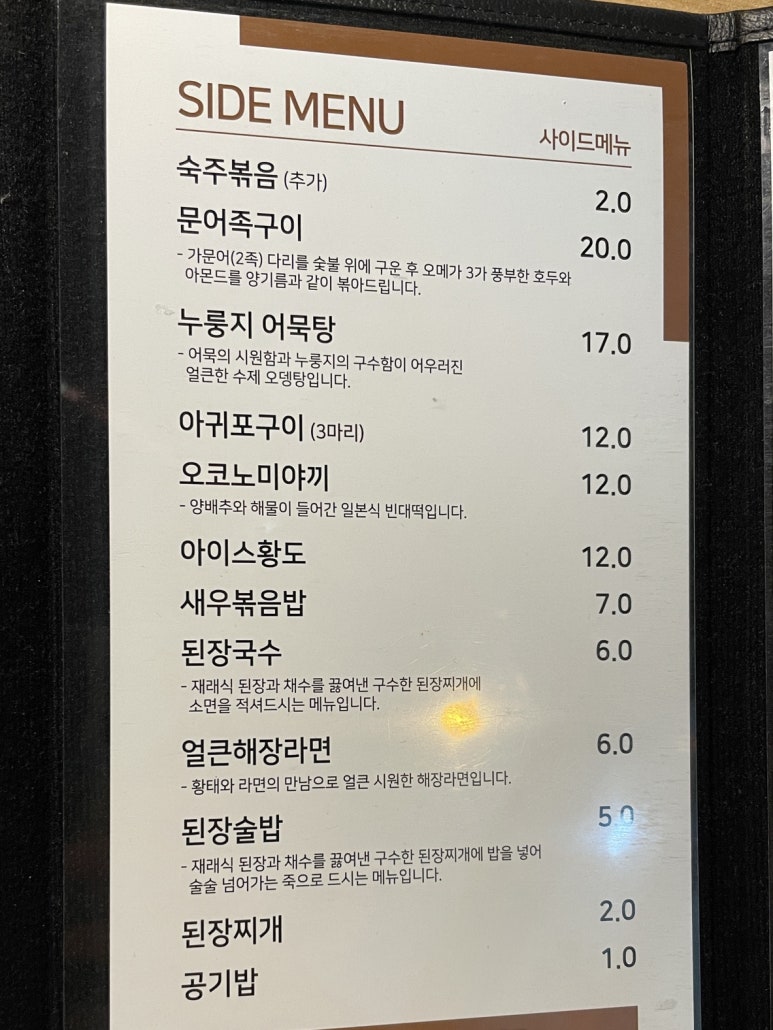 SIDE MENU
사이드메뉴
숙주볶음 (추가) 2.0
문어족구이 20.0
- 가문어(2족) 다리를 숯불 위에 구운 후 오메가 3가 풍부한 호두와
아몬드를 양기름과 같이 볶아드립니다.
누룽지 어묵탕 17.0
- 어묵의 시원함과 누룽지의 구수함이 어우러진
얼큰한 수제 오뎅탕입니다.
아귀포구이 (3마리) 12.0
오코노미야끼 12.0
- 양배추와 해물이 들어간 일본식 빈대떡입니다.
아이스황도 12.0
새우볶음밥 7.0
된장국수 6.0
- 재래식 된장과 채수를 끓여낸 구수한 된장찌개에
소면을 적셔드시는 메뉴입니다.
얼큰해장라면 6.0
- 황태와 라면의 만남으로 얼큰 시원한 해장라면입니다.
된장술밥 5.0
- 재래식 된장과 채수를 끓여낸 구수한 된장찌개에 밥을 넣어
술술 넘어가는 죽으로 드시는 메뉴입니다.
된장찌개 2.0
공기밥 1.0